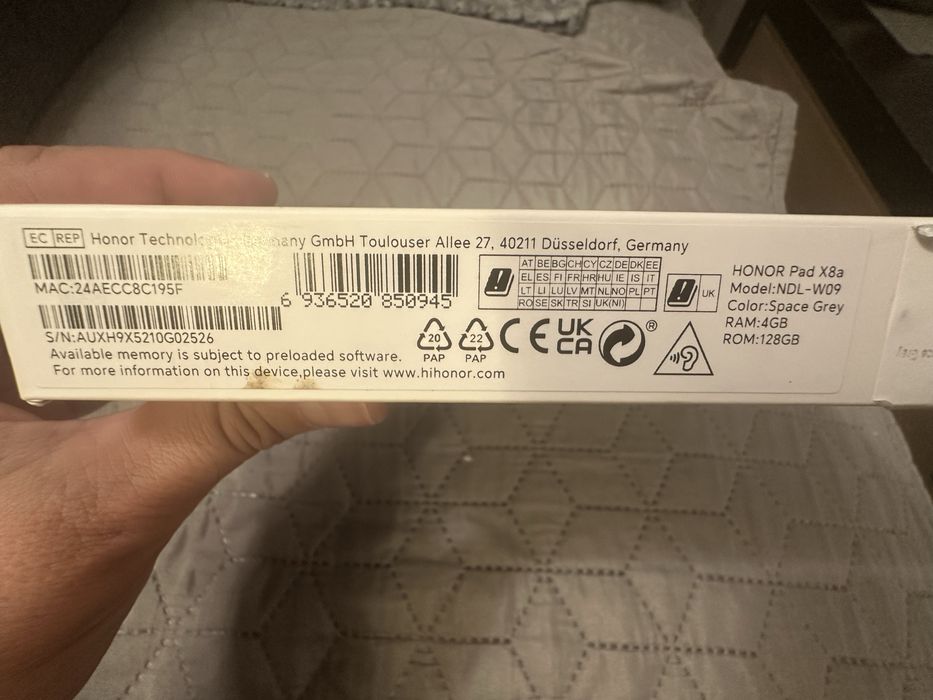 EC REP Honor Technologies Germany GmbH Toulouser Allee 27, 40211 Düsseldorf, Germany
MAC:24AECC8C195F
6 936520 850945
S/N:AUXH9X5210G02526
Available memory is subject to preloaded software.
For more information on this device,please visit www.hihonor.com
AT BE BG CH CY CZ DE DK EE
EL ES FI FR HR HU IE IS IT
LT LI LU LV MT NL NO PL PT
RO SE SK TR SI UK(NI)
UK
20
PAP
22
PAP
CE
UK
CA
®
HONOR Pad X8a
Model:NDL-W09
Color:Space Grey
RAM:4GB
ROM:128GB